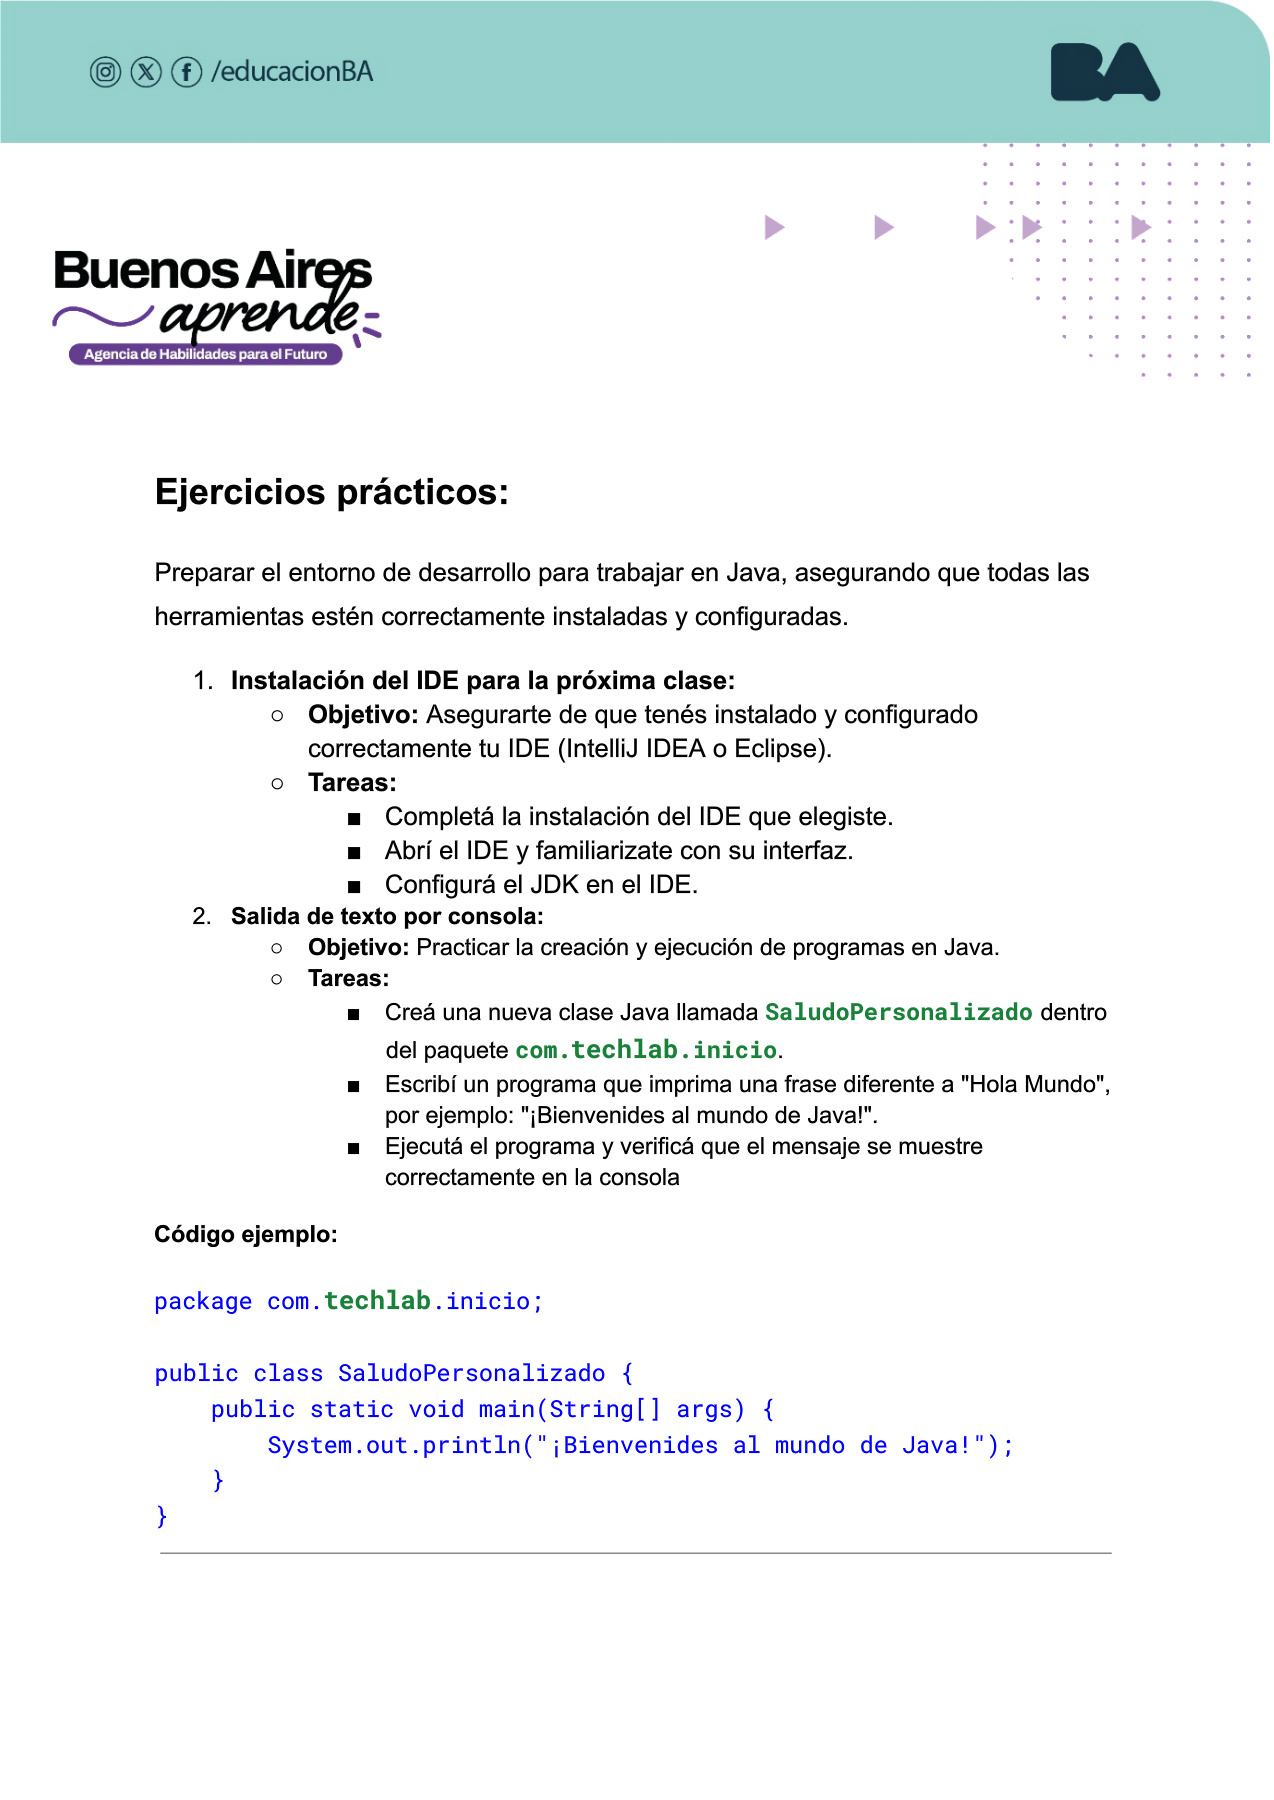 /educacionBA
BA
Buenos Aires
aprende
Agencia de Habilidades para el Futuro
Ejercicios prácticos:
Preparar el entorno de desarrollo para trabajar en Java, asegurando que todas las
herramientas estén correctamente instaladas y configuradas.
1. Instalación del IDE para la próxima clase:
○ Objetivo: Asegurarte de que tenés instalado y configurado
correctamente tu IDE (IntelliJ IDEA o Eclipse).
○ Tareas:
■ Completá la instalación del IDE que elegiste.
■ Abrí el IDE y familiarizate con su interfaz.
■ Configurá el JDK en el IDE.
2. Salida de texto por consola:
○ Objetivo: Practicar la creación y ejecución de programas en Java.
○ Tareas:
■ Creá una nueva clase Java llamada SaludoPersonalizado dentro
del paquete com.techlab.inicio.
■ Escribí un programa que imprima una frase diferente a "Hola Mundo",
por ejemplo: "¡Bienvenides al mundo de Java!".
■ Ejecutá el programa y verificá que el mensaje se muestre
correctamente en la consola
Código ejemplo:
package com.techlab.inicio;
public class SaludoPersonalizado {
    public static void main(String[] args) {
        System.out.println("¡Bienvenides al mundo de Java!");
    }
}